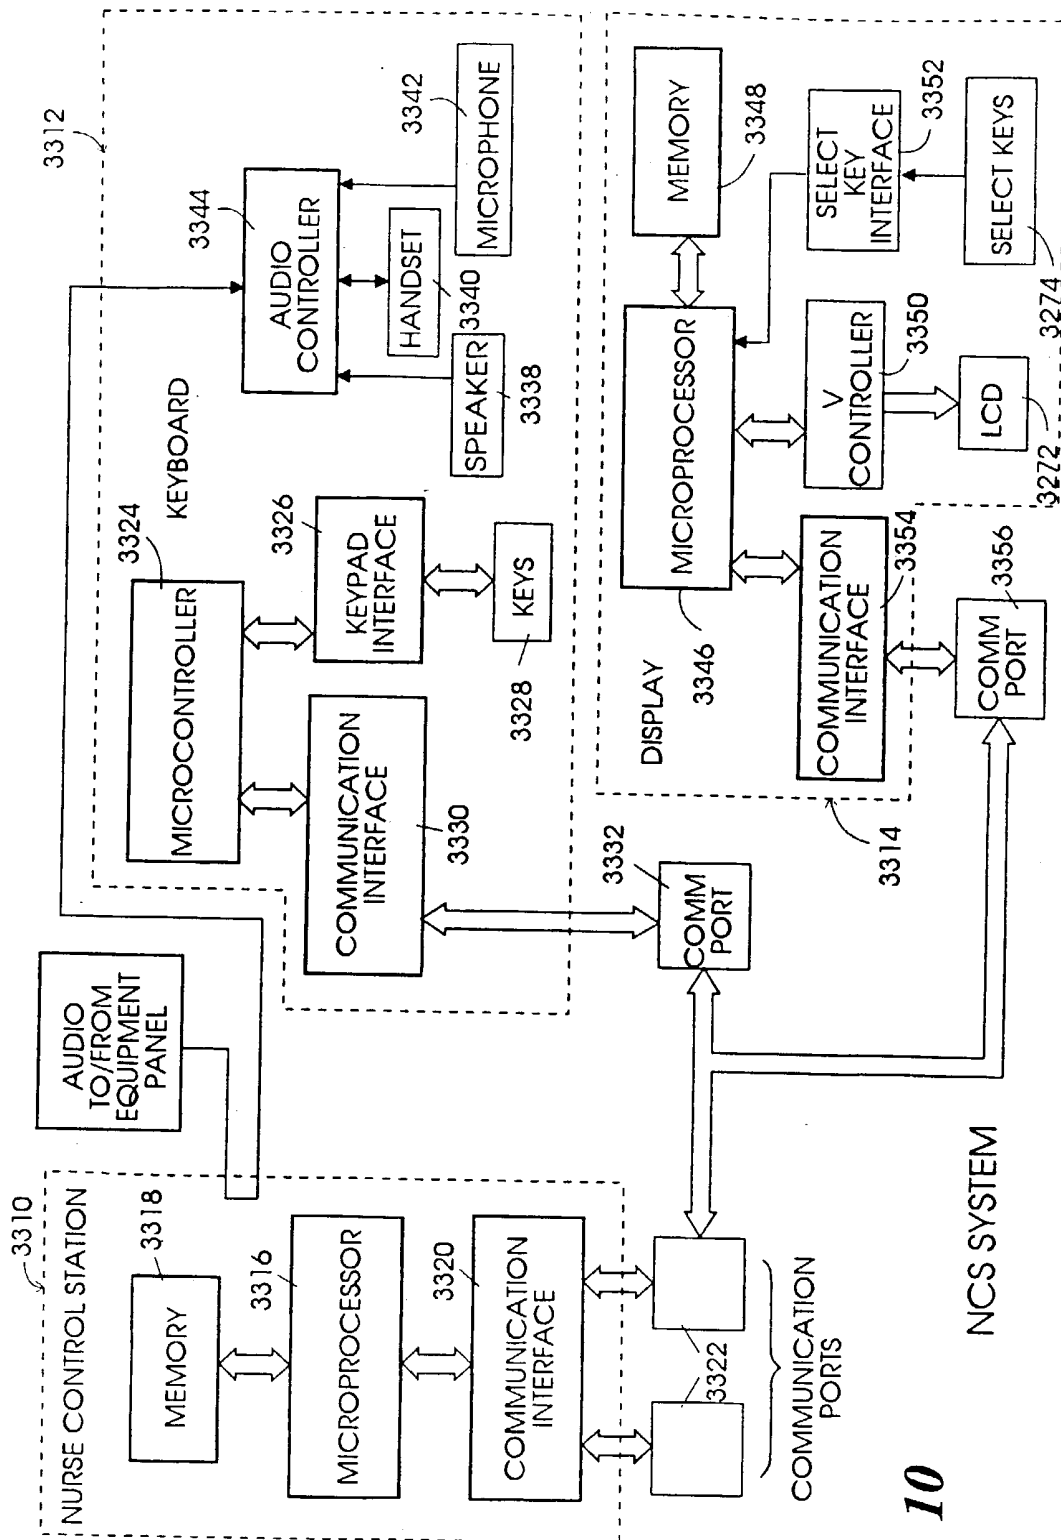 NURSE CONTROL STATION
3310
MEMORY
3318
MICROPROCESSOR
3316
COMMUNICATION
INTERFACE
3320
3322
COMMUNICATION
PORTS
AUDIO
TO/FROM
EQUIPMENT
PANEL
3312
KEYBOARD
MICROCONTROLLER
3324
KEYPAD
INTERFACE
3326
KEYS
3328
COMMUNICATION
INTERFACE
3330
AUDIO
CONTROLLER
3344
SPEAKER
3338
HANDSET
3340
MICROPHONE
3342
COMM
PORT
3332
DISPLAY
3314
MICROPROCESSOR
3346
MEMORY
3348
COMMUNICATION
INTERFACE
3354
V
CONTROLLER
3350
LCD
3272
SELECT
KEY
INTERFACE
3352
SELECT KEYS
3274
COMM
PORT
3356
NCS SYSTEM
10